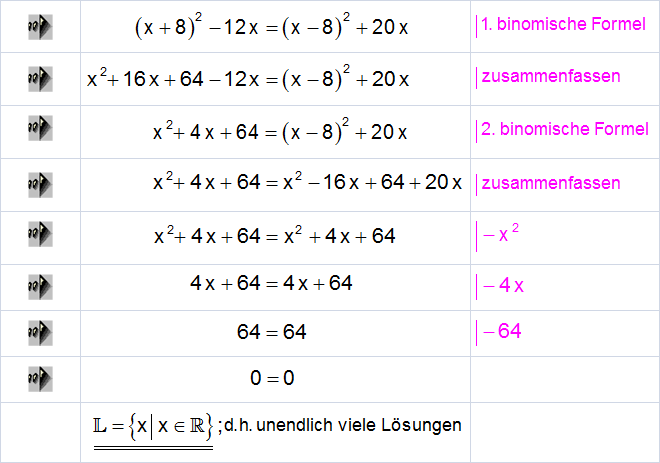 (x + 8)² − 12x = (x − 8)² + 20x | 1. binomische Formel
x² + 16x + 64 − 12x = (x − 8)² + 20x | zusammenfassen
x² + 4x + 64 = (x − 8)² + 20x | 2. binomische Formel
x² + 4x + 64 = x² − 16x + 64 + 20x | zusammenfassen
x² + 4x + 64 = x² + 4x + 64 | − x²
4x + 64 = 4x + 64 | − 4x
64 = 64 | − 64
0 = 0
𝕃 = {x | x ∈ ℝ} ; d.h. unendlich viele Lösungen